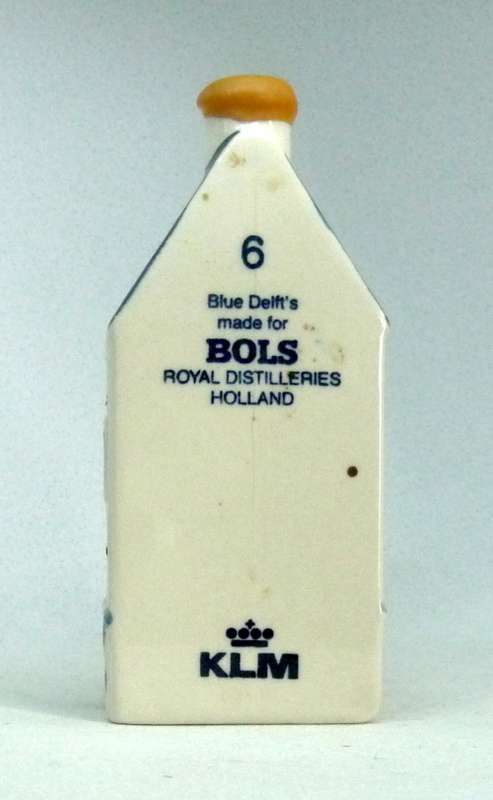 6
Blue Delft's
made for
BOLS
ROYAL DISTILLERIES
HOLLAND
KLM